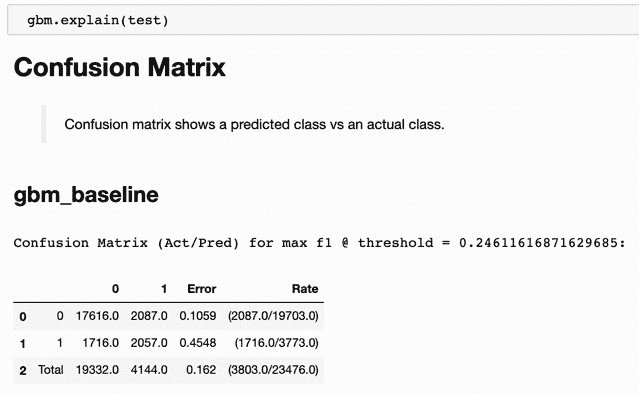 gbm.explain(test)
Confusion Matrix
Confusion matrix shows a predicted class vs an actual class.
gbm_baseline
Confusion Matrix (Act/Pred) for max f1 @ threshold = 0.24611616871629685:
0 1 Error Rate
0 0 17616.0 2087.0 0.1059 (2087.0/19703.0)
1 1 1716.0 2057.0 0.4548 (1716.0/3773.0)
2 Total 19332.0 4144.0 0.162 (3803.0/23476.0)